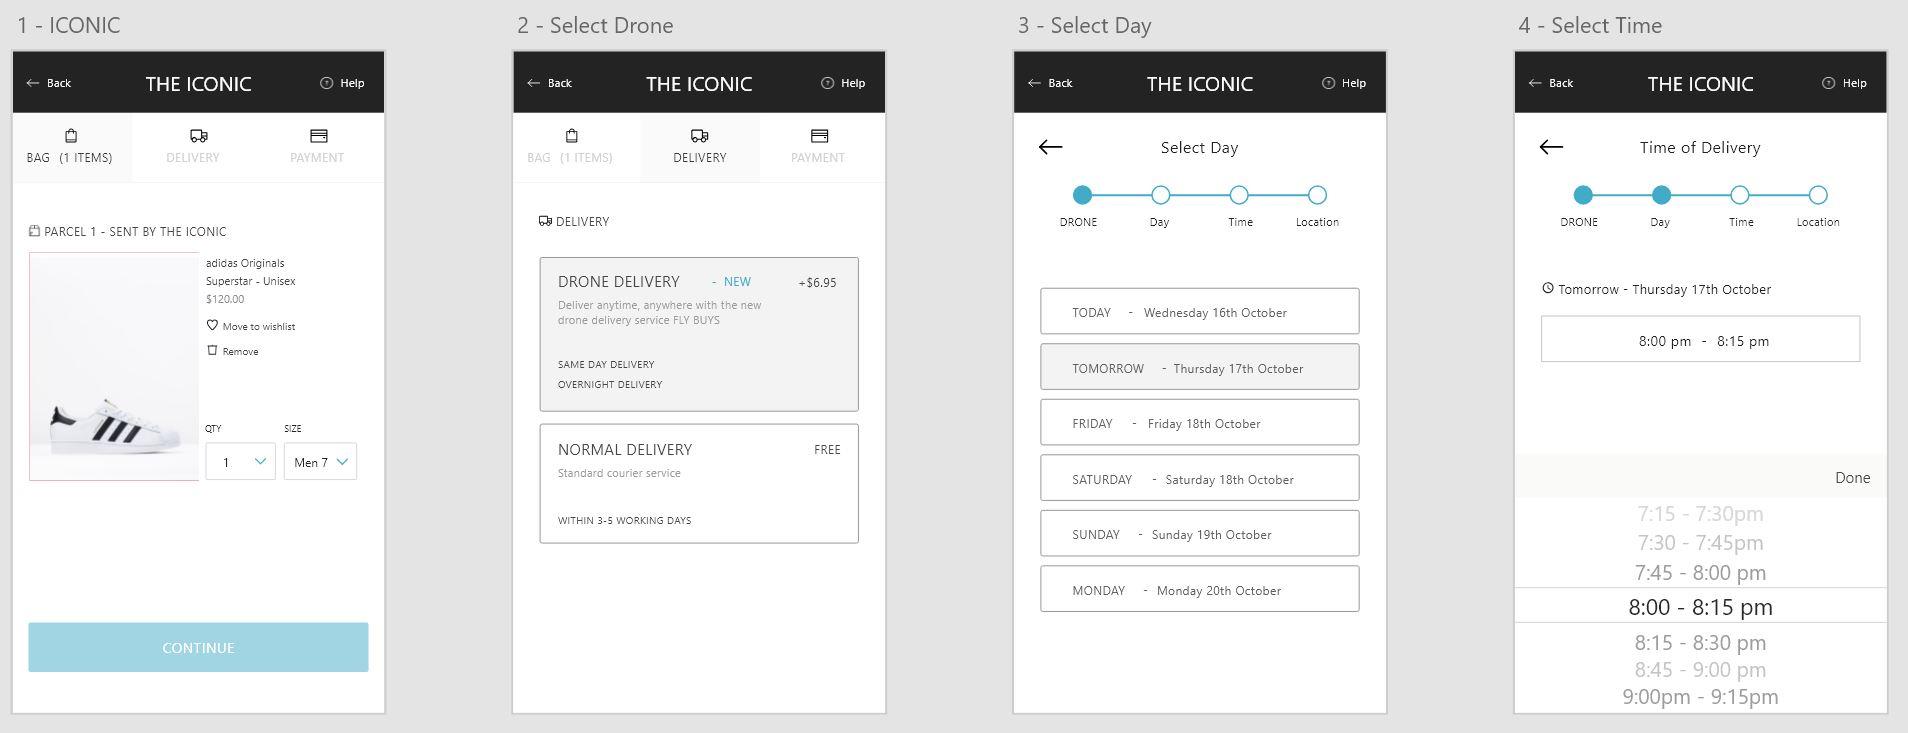 1 - ICONIC
Back
THE ICONIC
Help
BAG (1 ITEMS)
DELIVERY
PAYMENT
PARCEL 1 - SENT BY THE ICONIC
adidas Originals
Superstar - Unisex
$120.00
Move to wishlist
Remove
QTY
SIZE
1
Men 7
CONTINUE
2 - Select Drone
Back
THE ICONIC
Help
BAG (1 ITEMS)
DELIVERY
PAYMENT
DELIVERY
DRONE DELIVERY - NEW +$6.95
Deliver anytime, anywhere with the new
drone delivery service FLY BUYS
SAME DAY DELIVERY
OVERNIGHT DELIVERY
NORMAL DELIVERY FREE
Standard courier service
WITHIN 3-5 WORKING DAYS
3 - Select Day
Back
THE ICONIC
Help
Select Day
DRONE
Day
Time
Location
TODAY - Wednesday 16th October
TOMORROW - Thursday 17th October
FRIDAY - Friday 18th October
SATURDAY - Saturday 18th October
SUNDAY - Sunday 19th October
MONDAY - Monday 20th October
4 - Select Time
Back
THE ICONIC
Help
Time of Delivery
DRONE
Day
Time
Location
Tomorrow - Thursday 17th October
8:00 pm - 8:15 pm
Done
7:15 - 7:30pm
7:30 - 7:45pm
7:45 - 8:00 pm
8:00 - 8:15 pm
8:15 - 8:30 pm
8:45 - 9:00 pm
9:00pm - 9:15pm